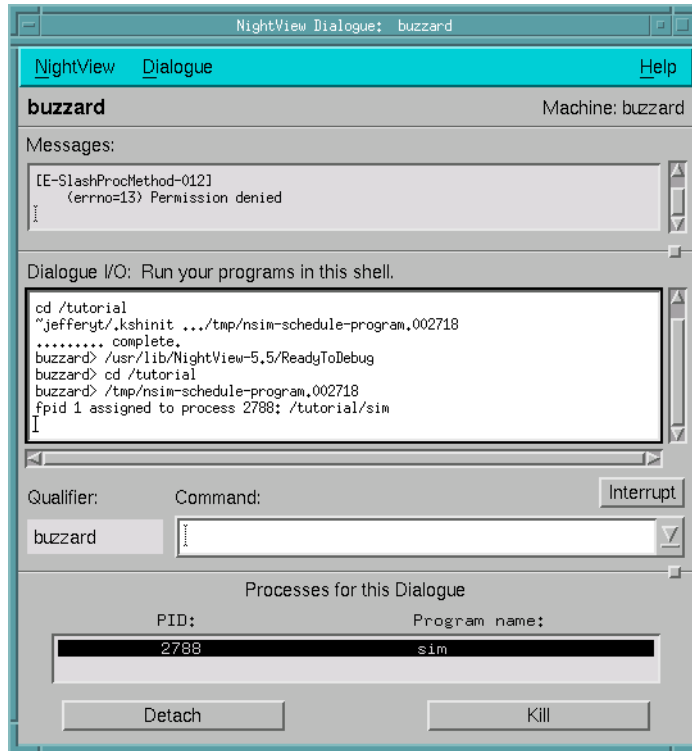 NightView Dialogue: buzzard
NightView Dialogue Help
buzzard Machine: buzzard
Messages:
[E-SlashProcMethod-012]
(errno=13) Permission denied
Dialogue I/O: Run your programs in this shell.
cd /tutorial
~jefferyt/.kshinit .../tmp/nsim-schedule-program.002718
......... complete.
buzzard> /usr/lib/NightView-5.5/ReadyToDebug
buzzard> cd /tutorial
buzzard> /tmp/nsim-schedule-program.002718
fpid 1 assigned to process 2788: /tutorial/sim
Interrupt
Qualifier: Command:
buzzard
Processes for this Dialogue
PID: Program name:
2788 sim
Detach Kill